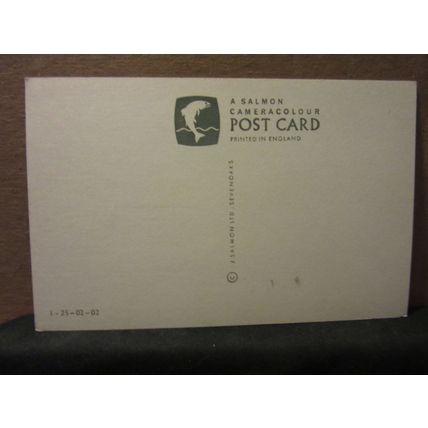 A SALMON
CAMERACOLOUR
POST CARD
PRINTED IN ENGLAND
© J. SALMON LTD., SEVENOAKS
1-25-02-02